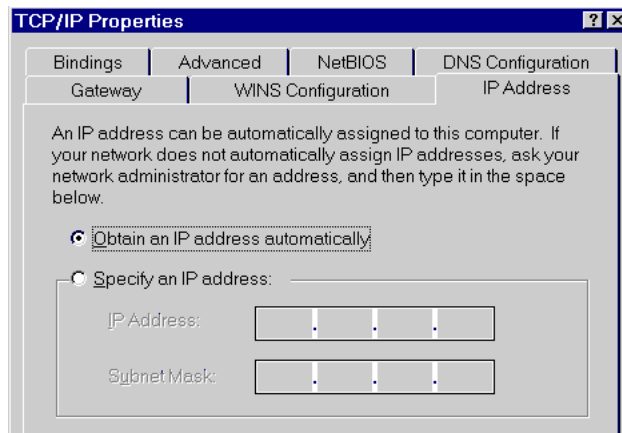 TCP/IP Properties
Bindings Advanced NetBIOS DNS Configuration
Gateway WINS Configuration IP Address
An IP address can be automatically assigned to this computer. If
your network does not automatically assign IP addresses, ask your
network administrator for an address, and then type it in the space
below.
Obtain an IP address automatically
Specify an IP address:
IP Address:
Subnet Mask: